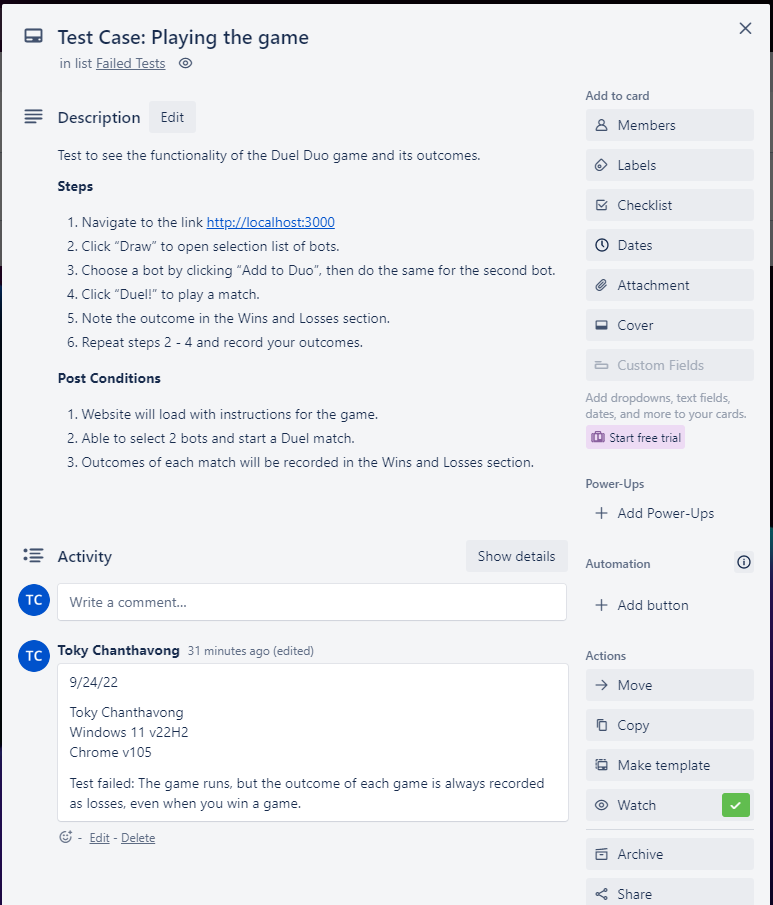 Test Case: Playing the game
in list Failed Tests
Description
Edit
Test to see the functionality of the Duel Duo game and its outcomes.
Steps
1. Navigate to the link http://localhost:3000
2. Click “Draw” to open selection list of bots.
3. Choose a bot by clicking “Add to Duo”, then do the same for the second bot.
4. Click “Duel!” to play a match.
5. Note the outcome in the Wins and Losses section.
6. Repeat steps 2 - 4 and record your outcomes.
Post Conditions
1. Website will load with instructions for the game.
2. Able to select 2 bots and start a Duel match.
3. Outcomes of each match will be recorded in the Wins and Losses section.
Activity
Show details
TC
Write a comment...
TC
Toky Chanthavong 31 minutes ago (edited)
9/24/22
Toky Chanthavong
Windows 11 v22H2
Chrome v105
Test failed: The game runs, but the outcome of each game is always recorded
as losses, even when you win a game.
- Edit - Delete
Add to card
Members
Labels
Checklist
Dates
Attachment
Cover
Custom Fields
Add dropdowns, text fields,
dates, and more to your cards.
Start free trial
Power-Ups
+ Add Power-Ups
Automation
+ Add button
Actions
Move
Copy
Make template
Watch
Archive
Share